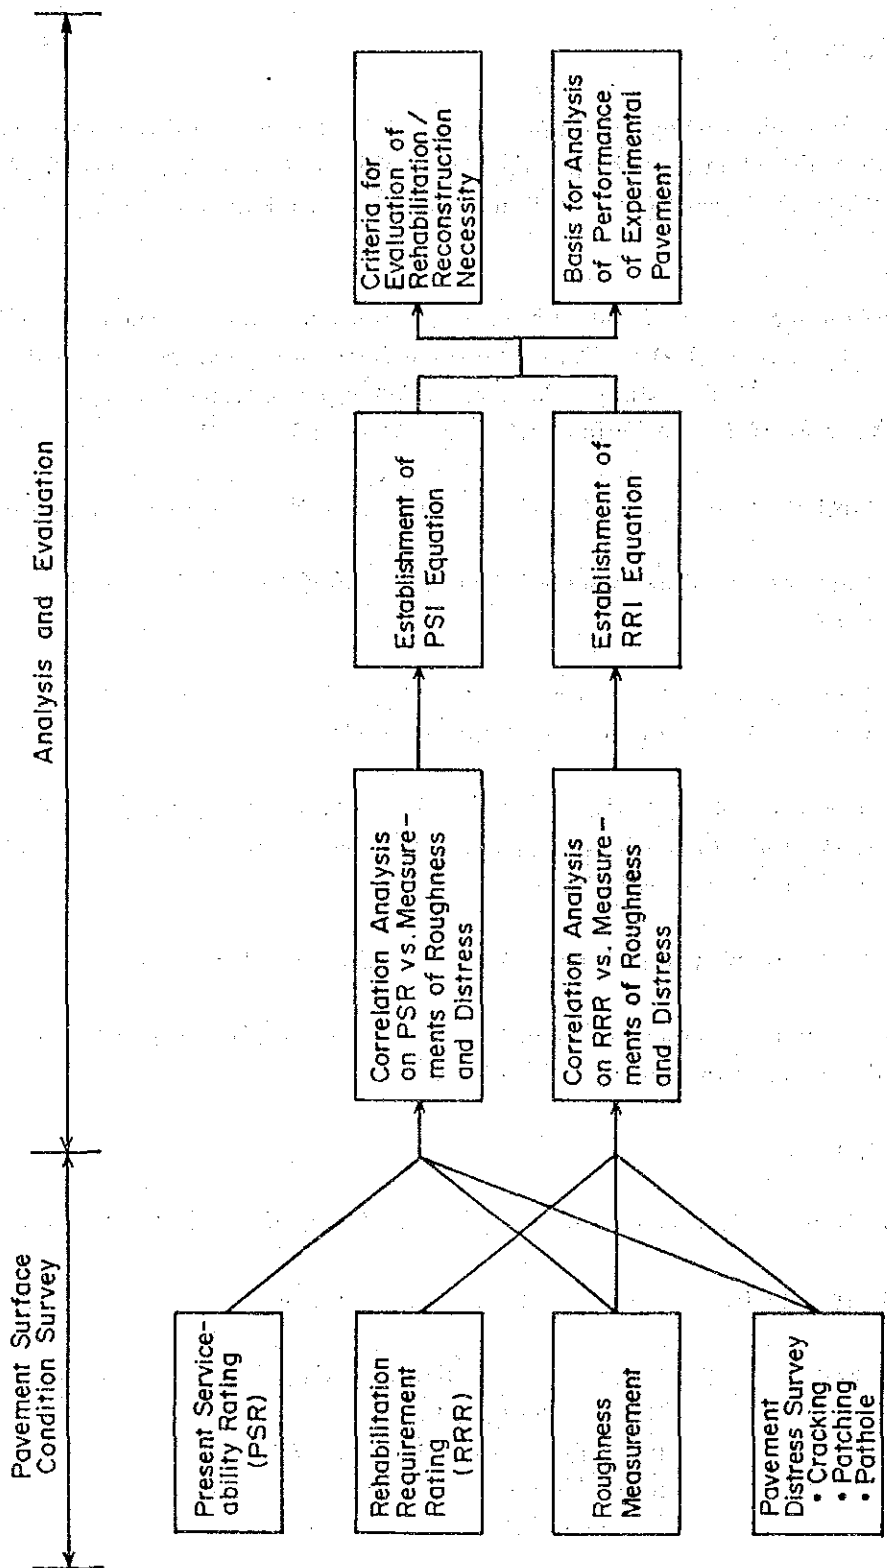 Pavement Surface
Condition Survey
Analysis and Evaluation
Present Service-
ability Rating
(PSR)
Rehabilitation
Requirement
Rating
(RRR)
Roughness
Measurement
Pavement
Distress Survey
• Cracking
• Patching
• Pathole
Correlation Analysis
on PSR vs. Measure-
ments of Roughness
and Distress
Correlation Analysis
on RRR vs. Measure-
ments of Roughness
and Distress
Establishment of
PSI Equation
Establishment of
RRI Equation
Criteria for
Evaluation of
Rehabilitation/
Reconstruction
Necessity
Basis for Analysis
of Performance
of Experimental
Pavement